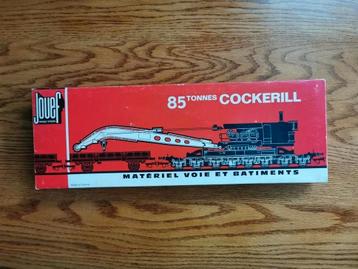 Jouef
85 TONNES COCKERILL
MATÉRIEL VOIE ET BATIMENTS